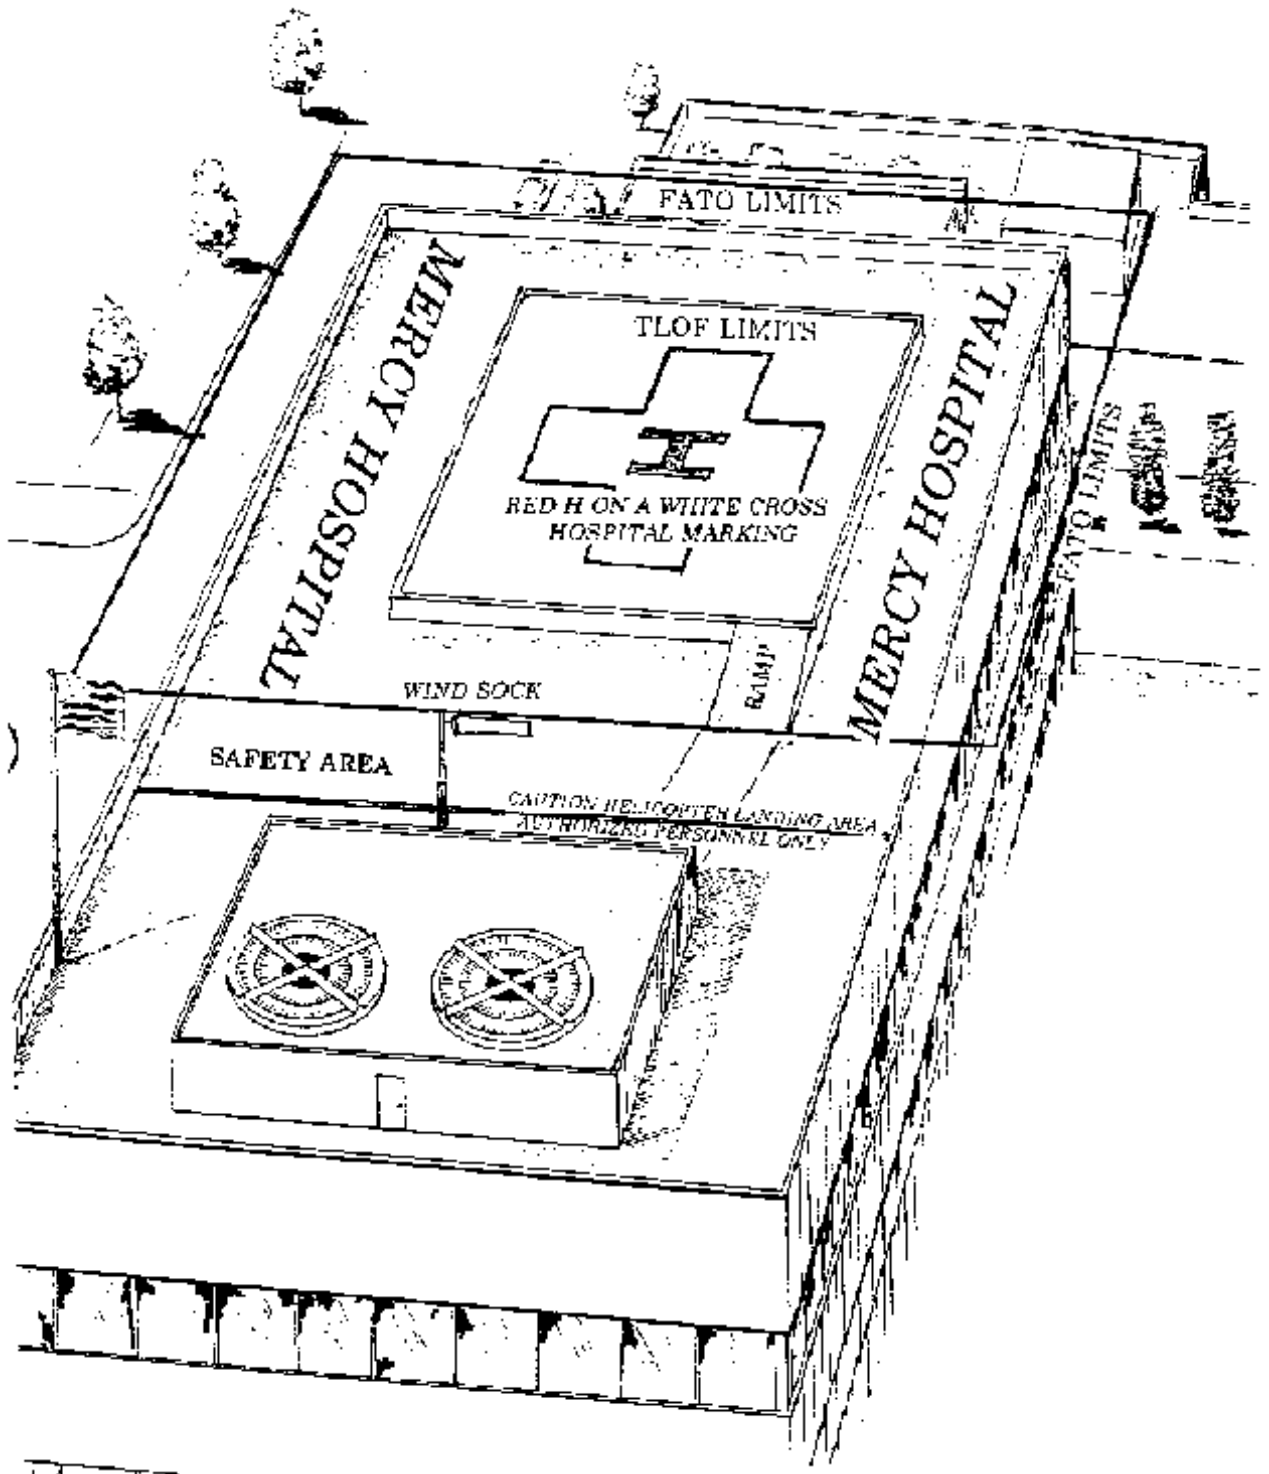 FATO LIMITS
MERCY HOSPITAL
TLOF LIMITS
MERCY HOSPITAL
H
FATO LIMITS
RED H ON A WHITE CROSS
HOSPITAL MARKING
RAMP
WIND SOCK
SAFETY AREA
CAUTION HELICOPTER LANDING AREA
AUTHORIZED PERSONNEL ONLY